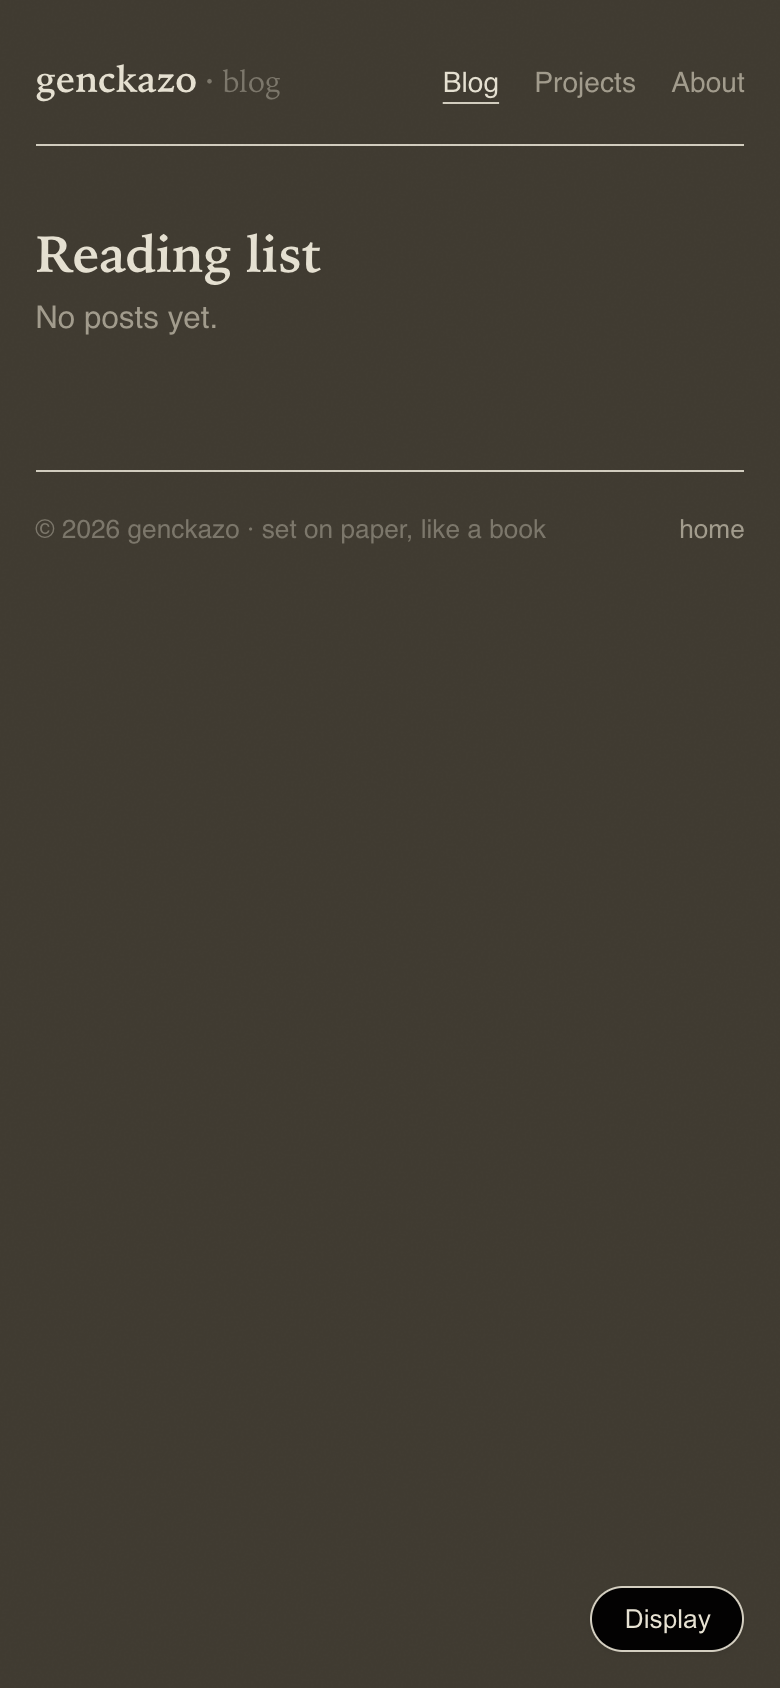 genckazo · blog Blog Projects About
Reading list
No posts yet.
© 2026 genckazo · set on paper, like a book home
Display